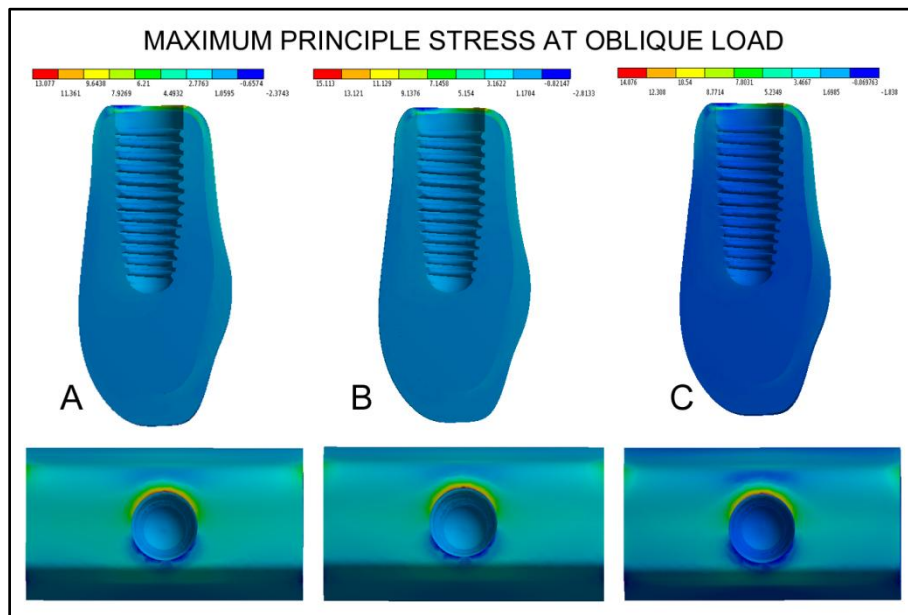 MAXIMUM PRINCIPLE STRESS AT OBLIQUE LOAD
13.077 9.6438 6.21 2.7763 -0.6574
11.361 7.9269 4.4932 1.0595 -2.3743
15.113 11.129 7.1458 3.1622 -0.82147
13.121 9.1376 5.154 1.1704 -2.8133
14.076 10.54 7.0031 3.4667 -0.069763
12.308 8.7714 5.2349 1.6985 -1.838
A
B
C